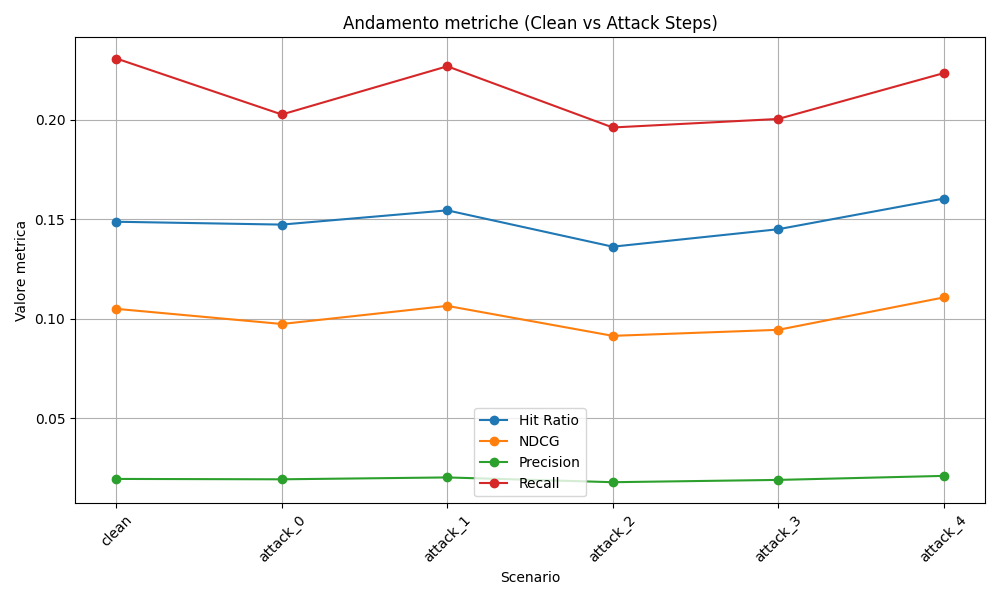 Andamento metriche (Clean vs Attack Steps)
Valore metrica
0.20
0.15
0.10
0.05
Hit Ratio
NDCG
Precision
Recall
clean
attack_0
attack_1
attack_2
attack_3
attack_4
Scenario